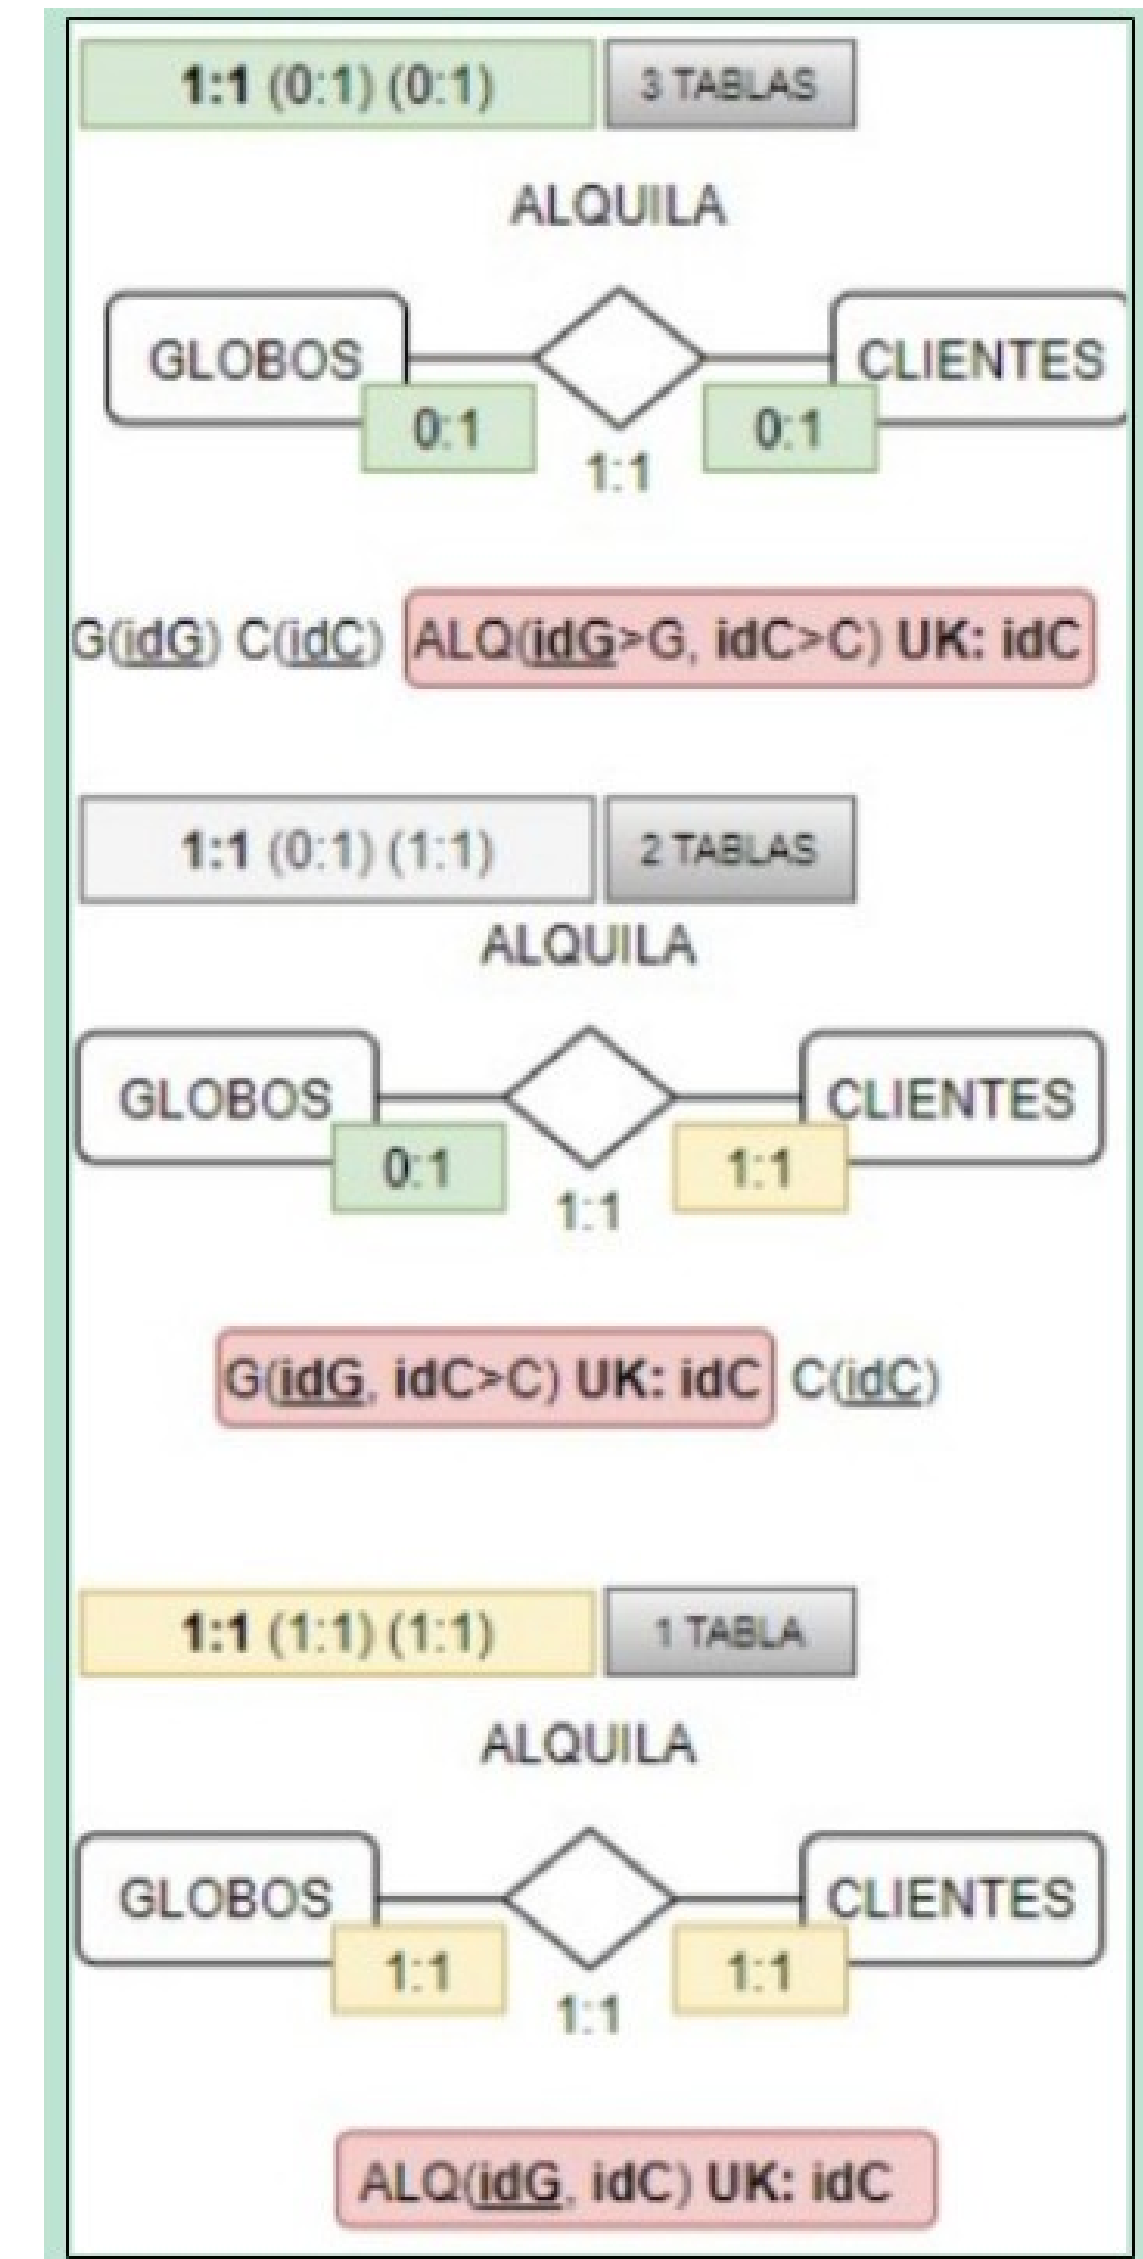 1:1 (0:1) (0:1) 3 TABLAS
ALQUILA
GLOBOS CLIENTES
0:1 0:1
1:1
G(idG) C(idC) ALQ(idG>G, idC>C) UK: idC
1:1 (0:1) (1:1) 2 TABLAS
ALQUILA
GLOBOS CLIENTES
0:1 1:1
1:1
G(idG, idC>C) UK: idC C(idC)
1:1 (1:1) (1:1) 1 TABLA
ALQUILA
GLOBOS CLIENTES
1:1 1:1
1:1
ALQ(idG, idC) UK: idC